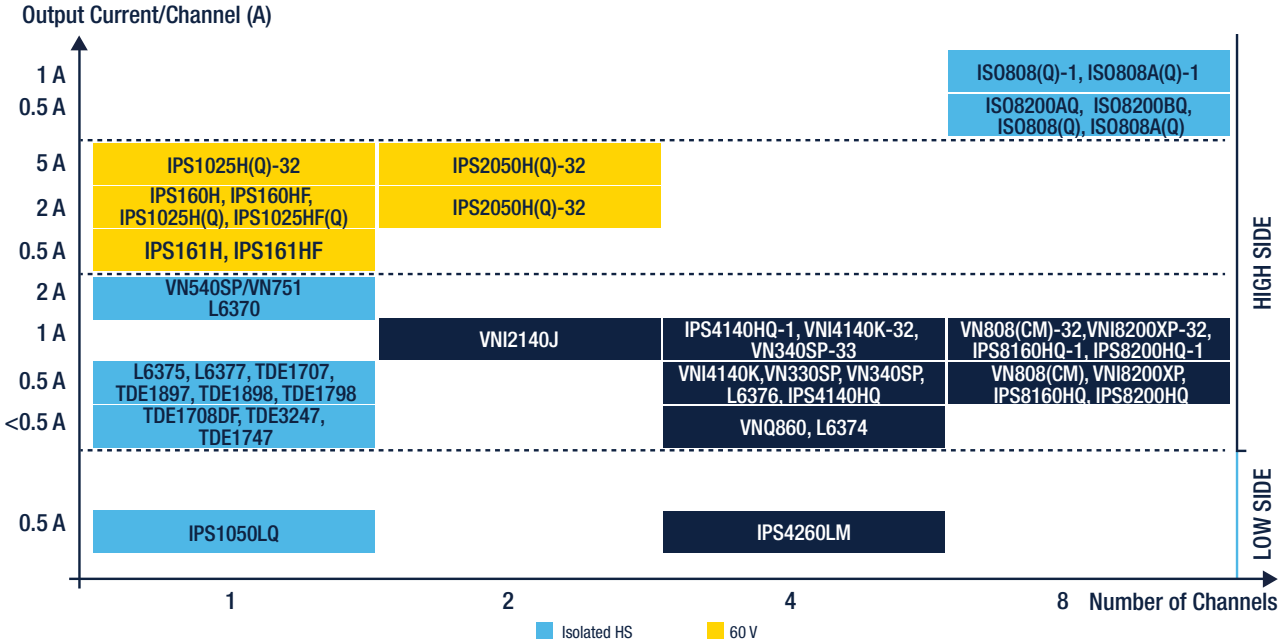 Output Current/Channel (A)
1 A
ISO808(Q)-1, ISO808A(Q)-1
0.5 A
ISO8200AQ, ISO8200BQ,
ISO808(Q), ISO808A(Q)
5 A
IPS1025H(Q)-32
IPS2050H(Q)-32
2 A
IPS160H, IPS160HF,
IPS1025H(Q), IPS1025HF(Q)
IPS2050H(Q)-32
0.5 A
IPS161H, IPS161HF
HIGH SIDE
2 A
VN540SP/VN751
L6370
1 A
VNI2140J
IPS4140HQ-1, VNI4140K-32,
VN340SP-33
VN808(CM)-32,VNI8200XP-32,
IPS8160HQ-1, IPS8200HQ-1
0.5 A
L6375, L6377, TDE1707,
TDE1897, TDE1898, TDE1798
VNI4140K,VN330SP, VN340SP,
L6376, IPS4140HQ
VN808(CM), VNI8200XP,
IPS8160HQ, IPS8200HQ
<0.5 A
TDE1708DF, TDE3247,
TDE1747
VNQ860, L6374
LOW SIDE
0.5 A
IPS1050LQ
IPS4260LM
1
2
4
8
Number of Channels
Isolated HS
60 V